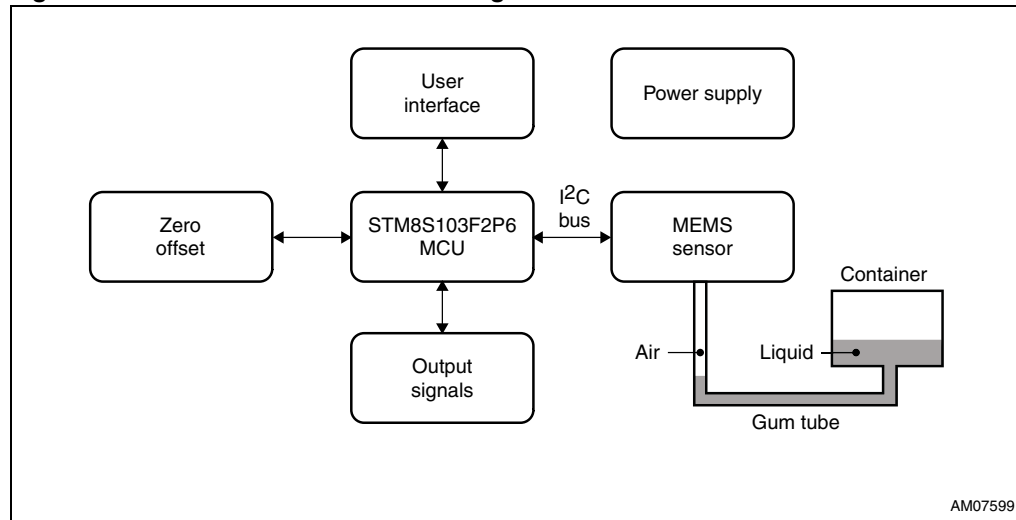 User
interface
Power supply
Zero
offset
STM8S103F2P6
MCU
I2C
bus
MEMS
sensor
Container
Air
Liquid
Output
signals
Gum tube
AM07599